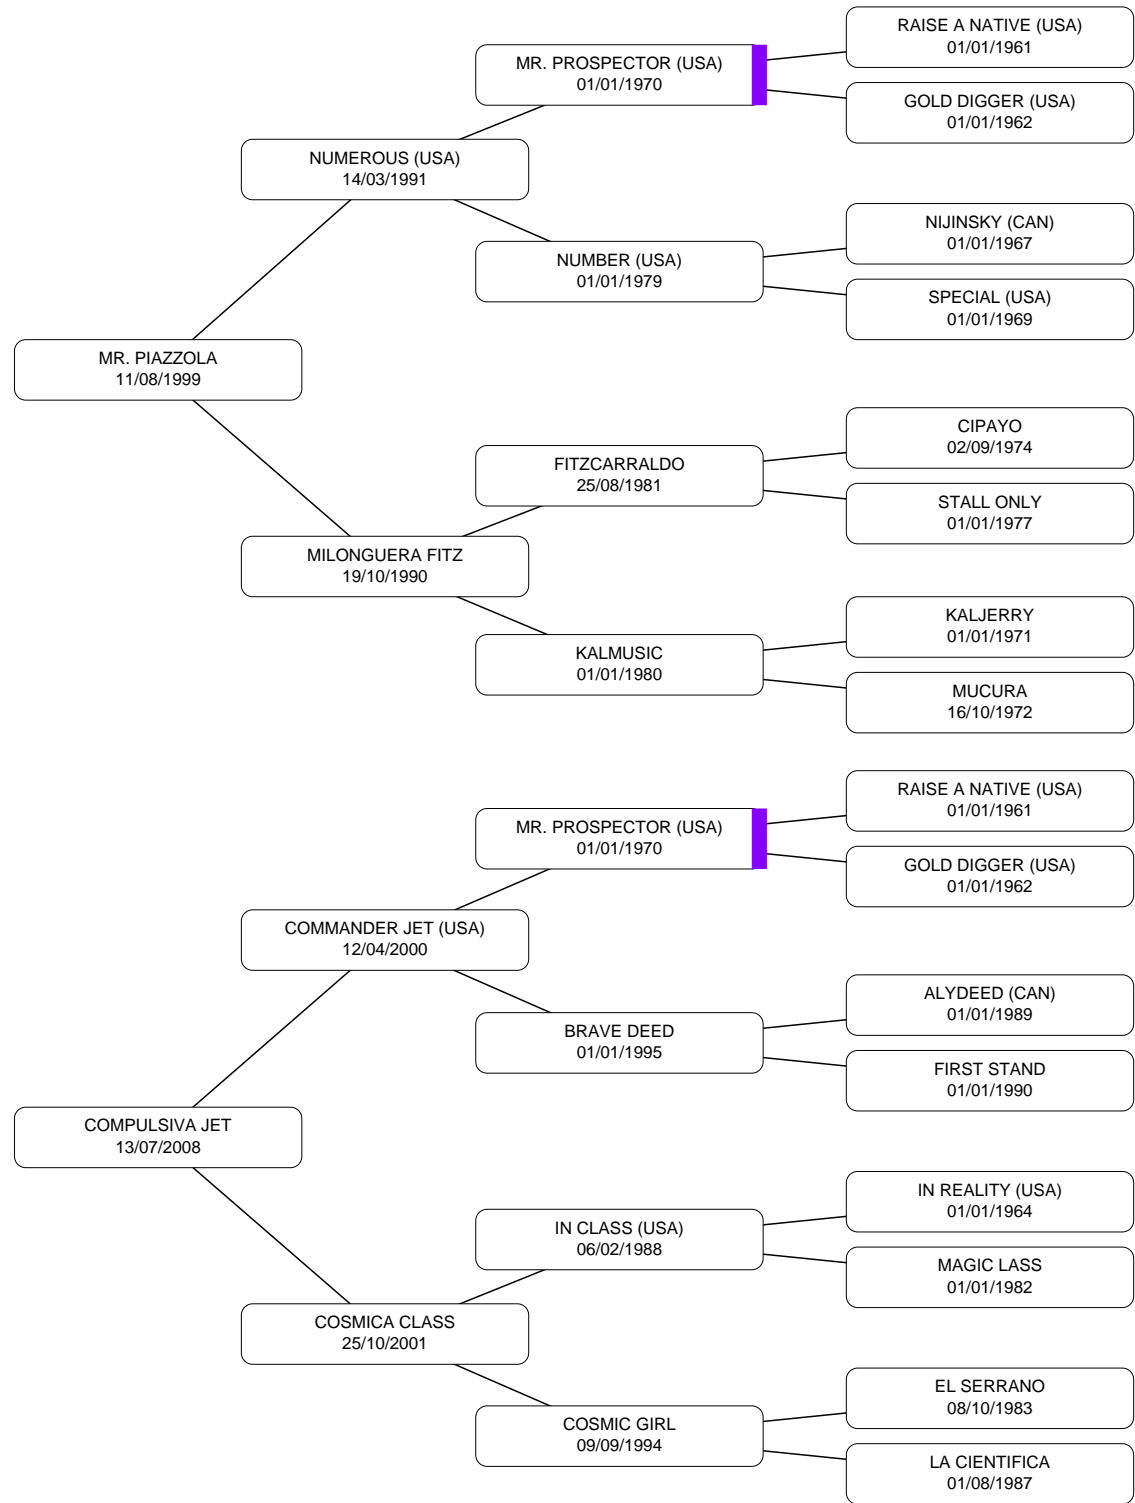 RAISE A NATIVE (USA)
01/01/1961
MR. PROSPECTOR (USA)
01/01/1970
GOLD DIGGER (USA)
01/01/1962
NUMEROUS (USA)
14/03/1991
NIJINSKY (CAN)
01/01/1967
NUMBER (USA)
01/01/1979
SPECIAL (USA)
01/01/1969
MR. PIAZZOLA
11/08/1999
CIPAYO
02/09/1974
FITZCARRALDO
25/08/1981
STALL ONLY
01/01/1977
MILONGUERA FITZ
19/10/1990
KALJERRY
01/01/1971
KALMUSIC
01/01/1980
MUCURA
16/10/1972
RAISE A NATIVE (USA)
01/01/1961
MR. PROSPECTOR (USA)
01/01/1970
GOLD DIGGER (USA)
01/01/1962
COMMANDER JET (USA)
12/04/2000
ALYDEED (CAN)
01/01/1989
BRAVE DEED
01/01/1995
FIRST STAND
01/01/1990
COMPULSIVA JET
13/07/2008
IN REALITY (USA)
01/01/1964
IN CLASS (USA)
06/02/1988
MAGIC LASS
01/01/1982
COSMICA CLASS
25/10/2001
EL SERRANO
08/10/1983
COSMIC GIRL
09/09/1994
LA CIENTIFICA
01/08/1987